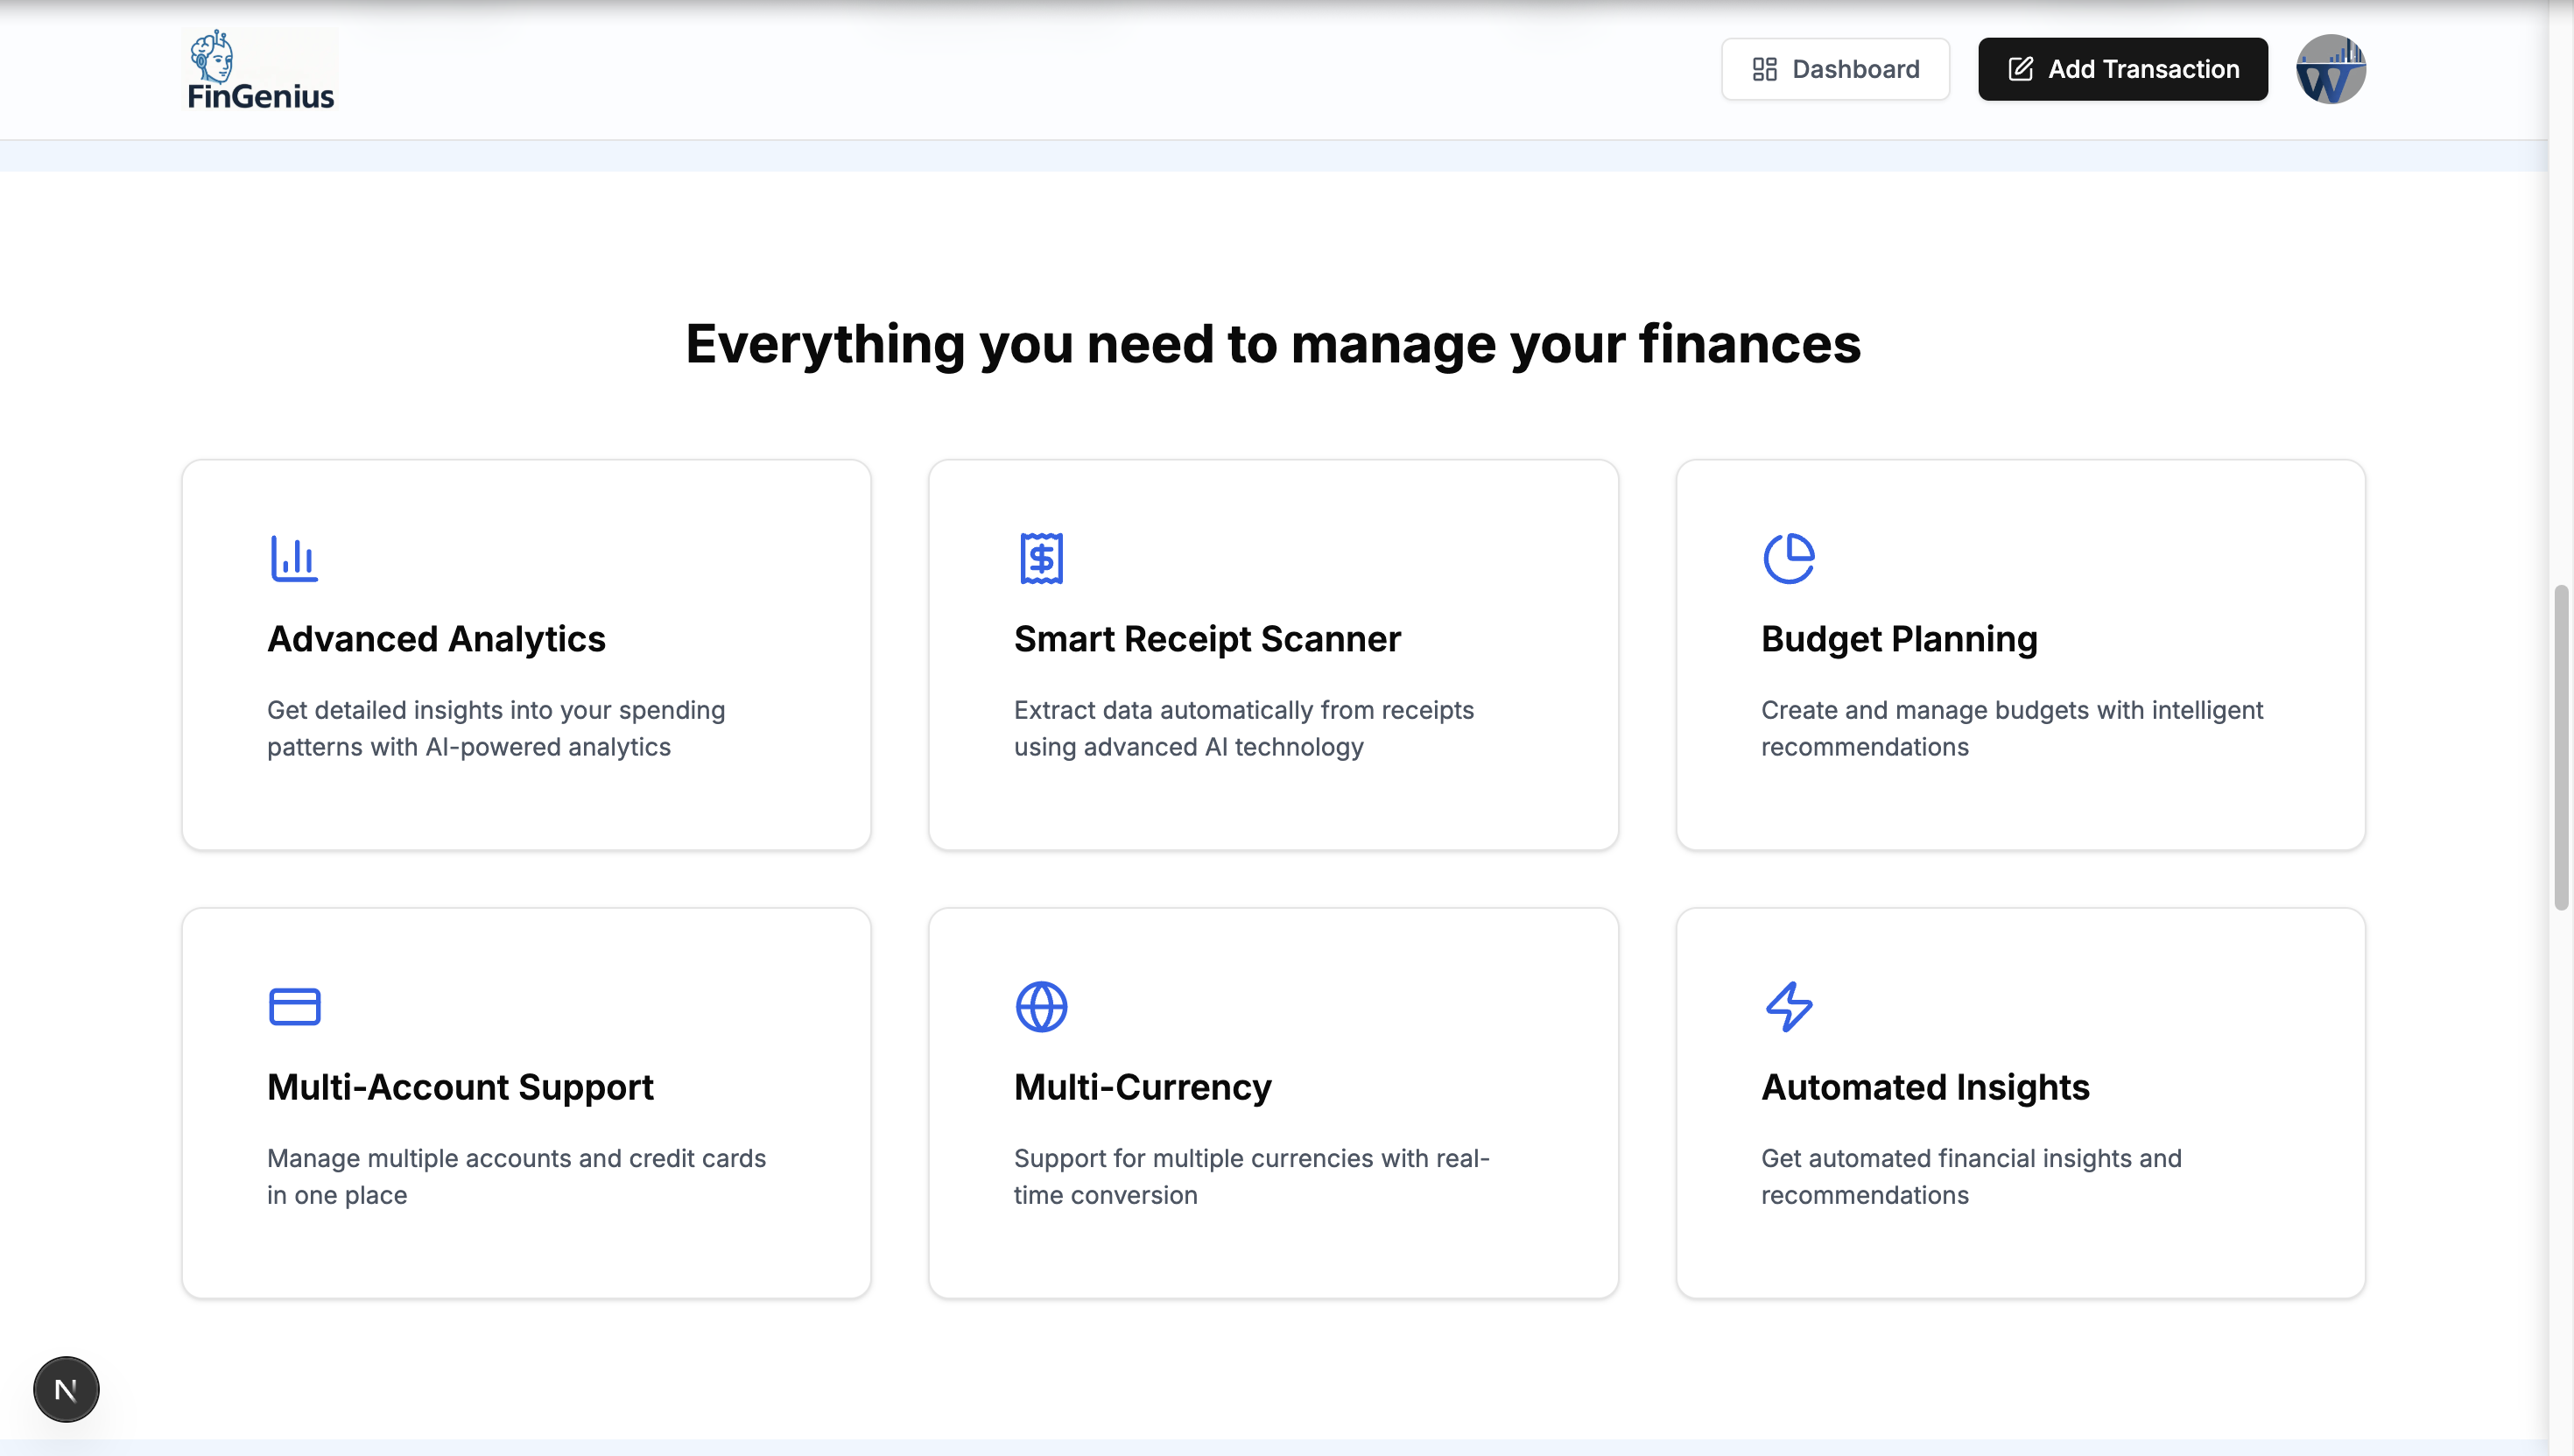 FinGenius
Dashboard
Add Transaction
W
Everything you need to manage your finances
Advanced Analytics
Get detailed insights into your spending
patterns with AI-powered analytics
Smart Receipt Scanner
Extract data automatically from receipts
using advanced AI technology
Budget Planning
Create and manage budgets with intelligent
recommendations
Multi-Account Support
Manage multiple accounts and credit cards
in one place
Multi-Currency
Support for multiple currencies with real-
time conversion
Automated Insights
Get automated financial insights and
recommendations
N